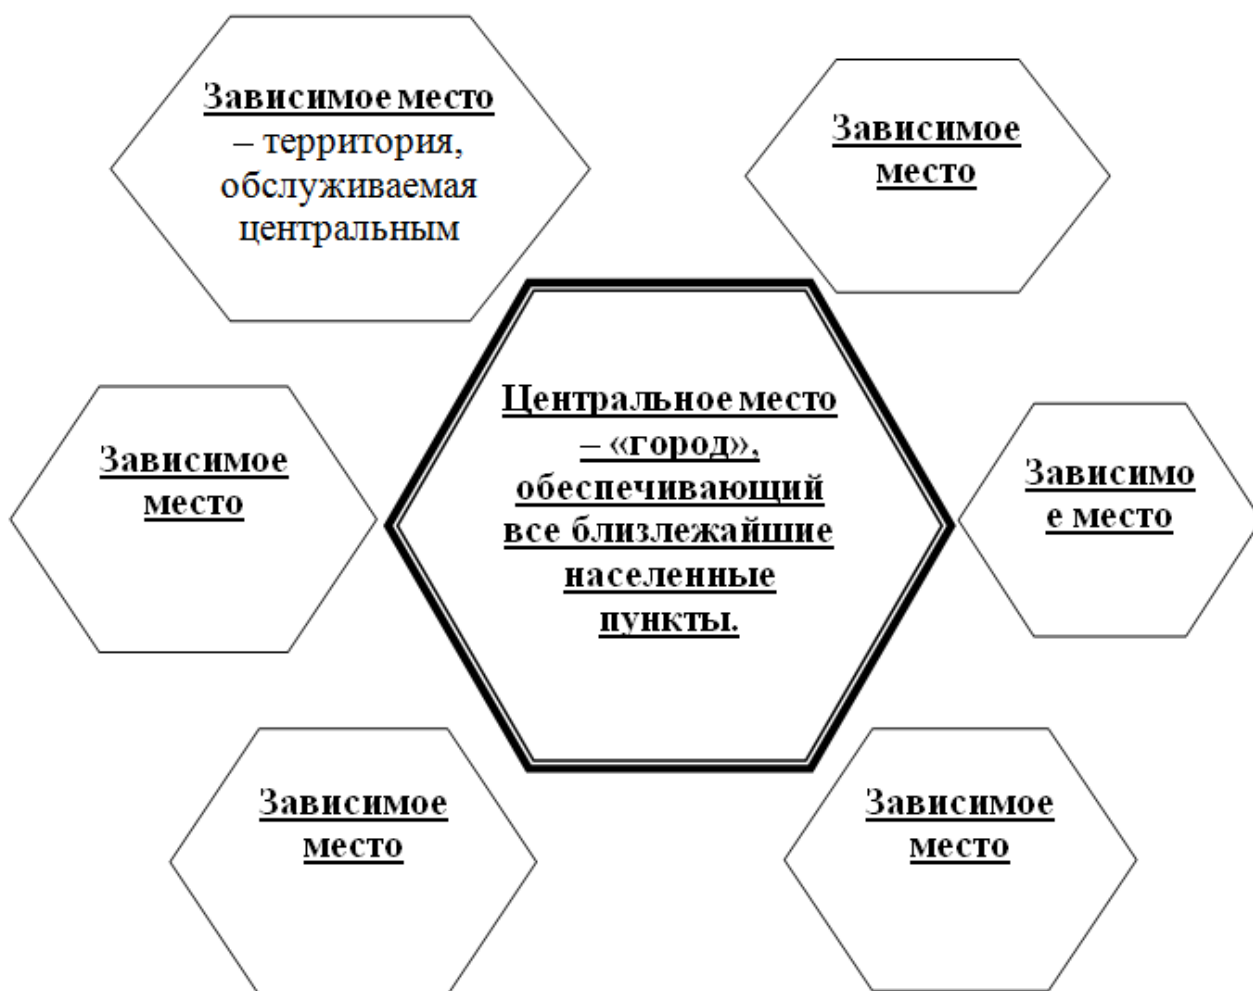 Зависимое место
– территория,
обслуживаемая
центральным
Зависимое
место
Центральное место
– «город»,
обеспечивающий
все близлежайшие
населенные
пункты.
Зависимое
место
Зависимо
е место
Зависимое
место
Зависимое
место